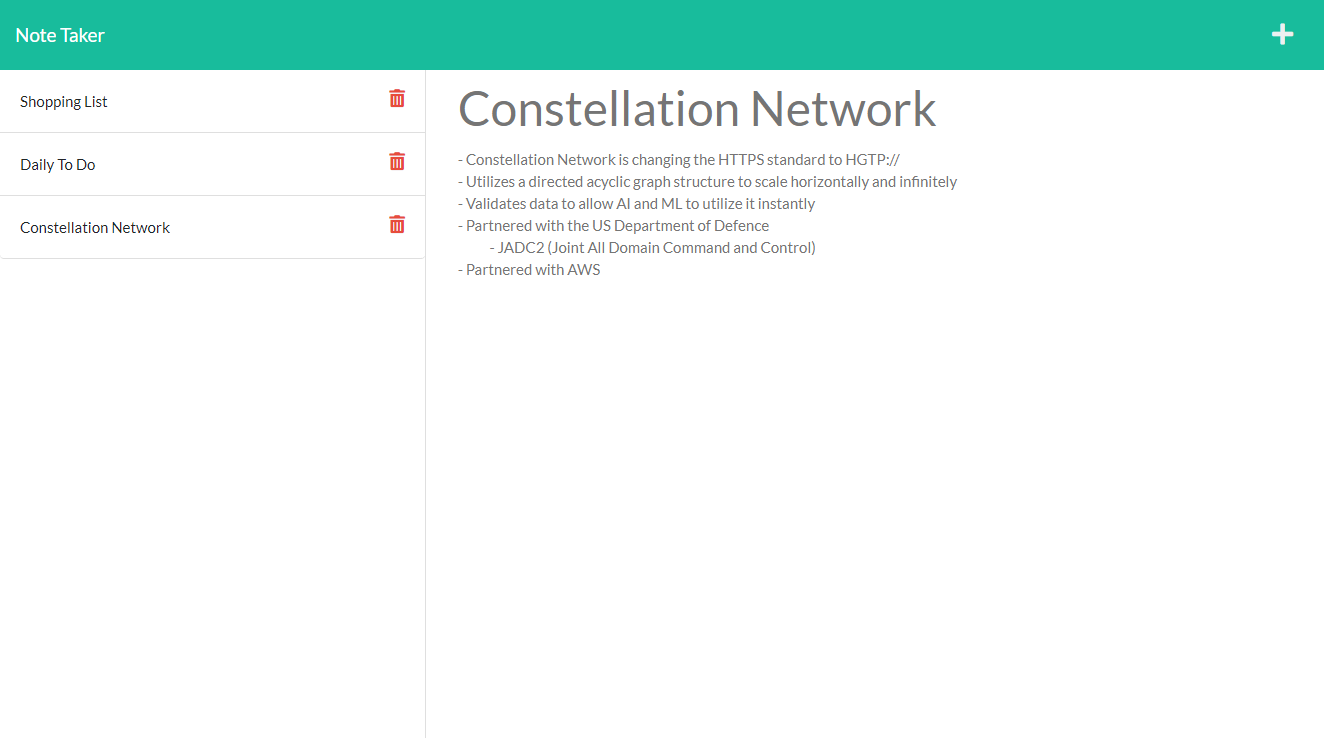 Note Taker
Shopping List
Daily To Do
Constellation Network
Constellation Network
- Constellation Network is changing the HTTPS standard to HGTP://
- Utilizes a directed acyclic graph structure to scale horizontally and infinitely
- Validates data to allow AI and ML to utilize it instantly
- Partnered with the US Department of Defence
- JADC2 (Joint All Domain Command and Control)
- Partnered with AWS